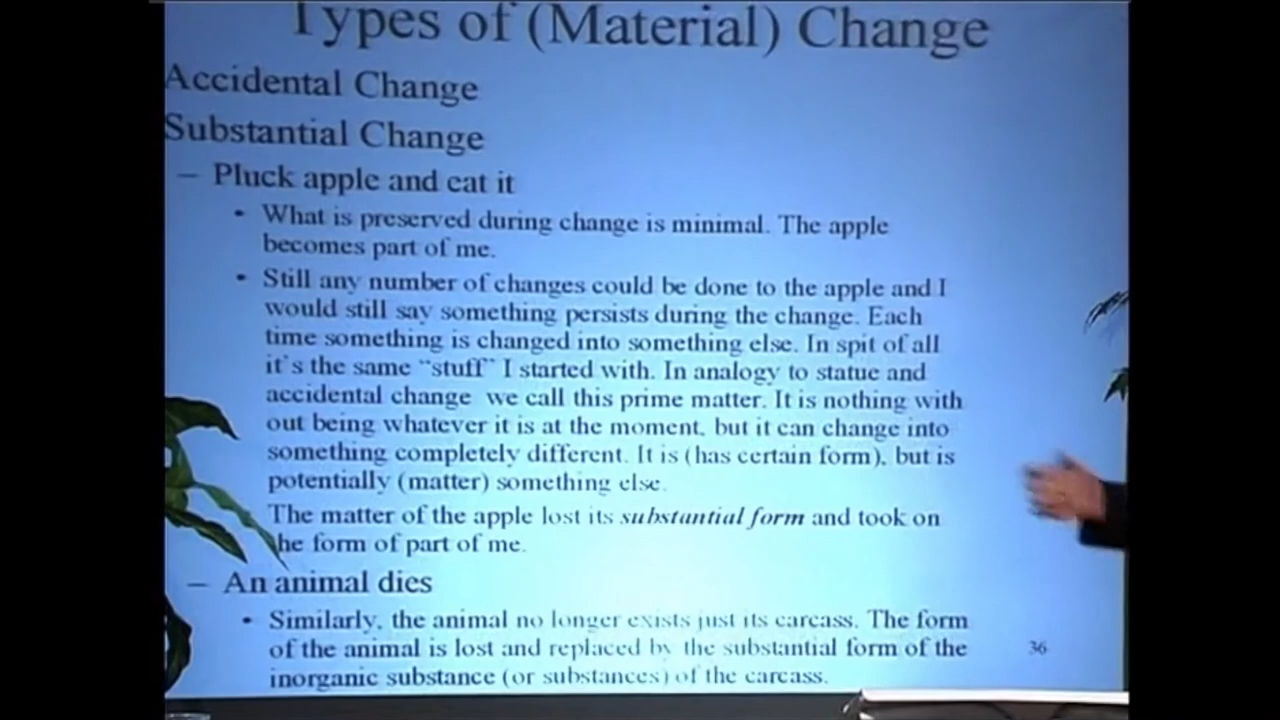 Types of (Material) Change
Accidental Change
Substantial Change
– Pluck apple and eat it
• What is preserved during change is minimal. The apple
becomes part of me.
• Still any number of changes could be done to the apple and I
would still say something persists during the change. Each
time something is changed into something else. In spit of all
it's the same "stuff" I started with. In analogy to statue and
accidental change we call this prime matter. It is nothing with
out being whatever it is at the moment, but it can change into
something completely different. It is (has certain form), but is
potentially (matter) something else.
The matter of the apple lost its substantial form and took on
he form of part of me.
– An animal dies
• Similarly, the animal no longer exists just its carcass. The form
of the animal is lost and replaced by the substantial form of the
36
inorganic substance (or substances) of the carcass.